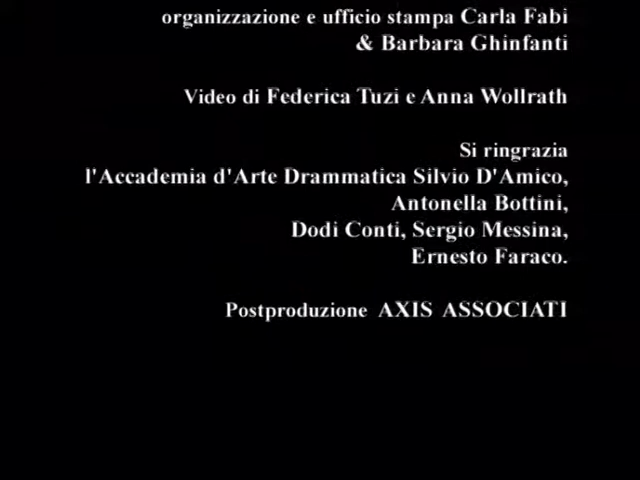 organizzazione e ufficio stampa Carla Fabi
& Barbara Ghinfanti
Video di Federica Tuzi e Anna Wollrath
Si ringrazia
l'Accademia d'Arte Drammatica Silvio D'Amico,
Antonella Bottini,
Dodi Conti, Sergio Messina,
Ernesto Faraco.
Postproduzione AXIS ASSOCIATI